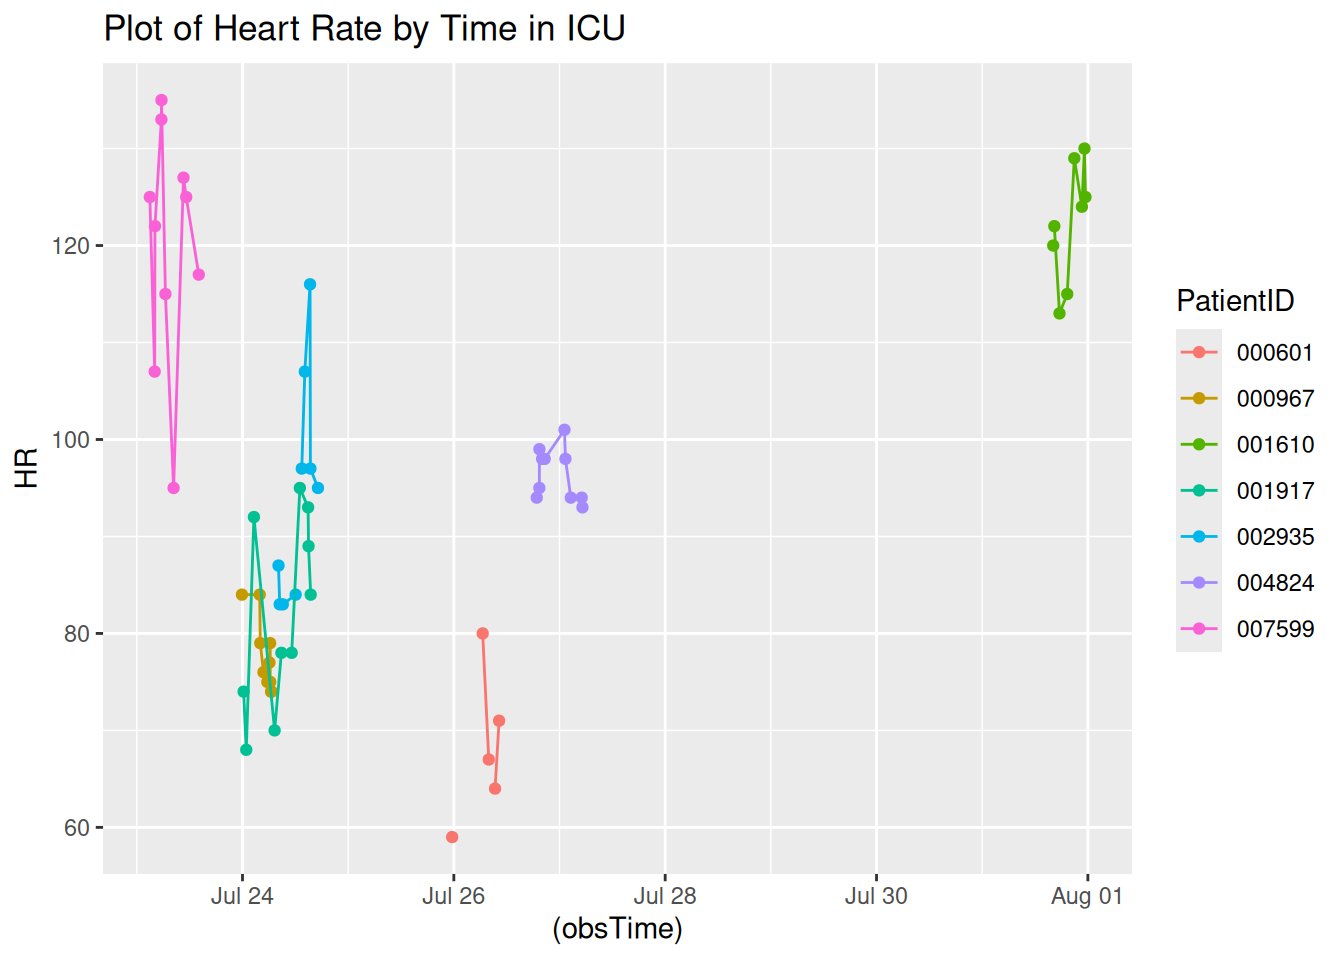 Plot of Heart Rate by Time in ICU
HR
120
100
80
60
Jul 24
Jul 26
Jul 28
Jul 30
Aug 01
(obsTime)
PatientID
000601
000967
001610
001917
002935
004824
007599